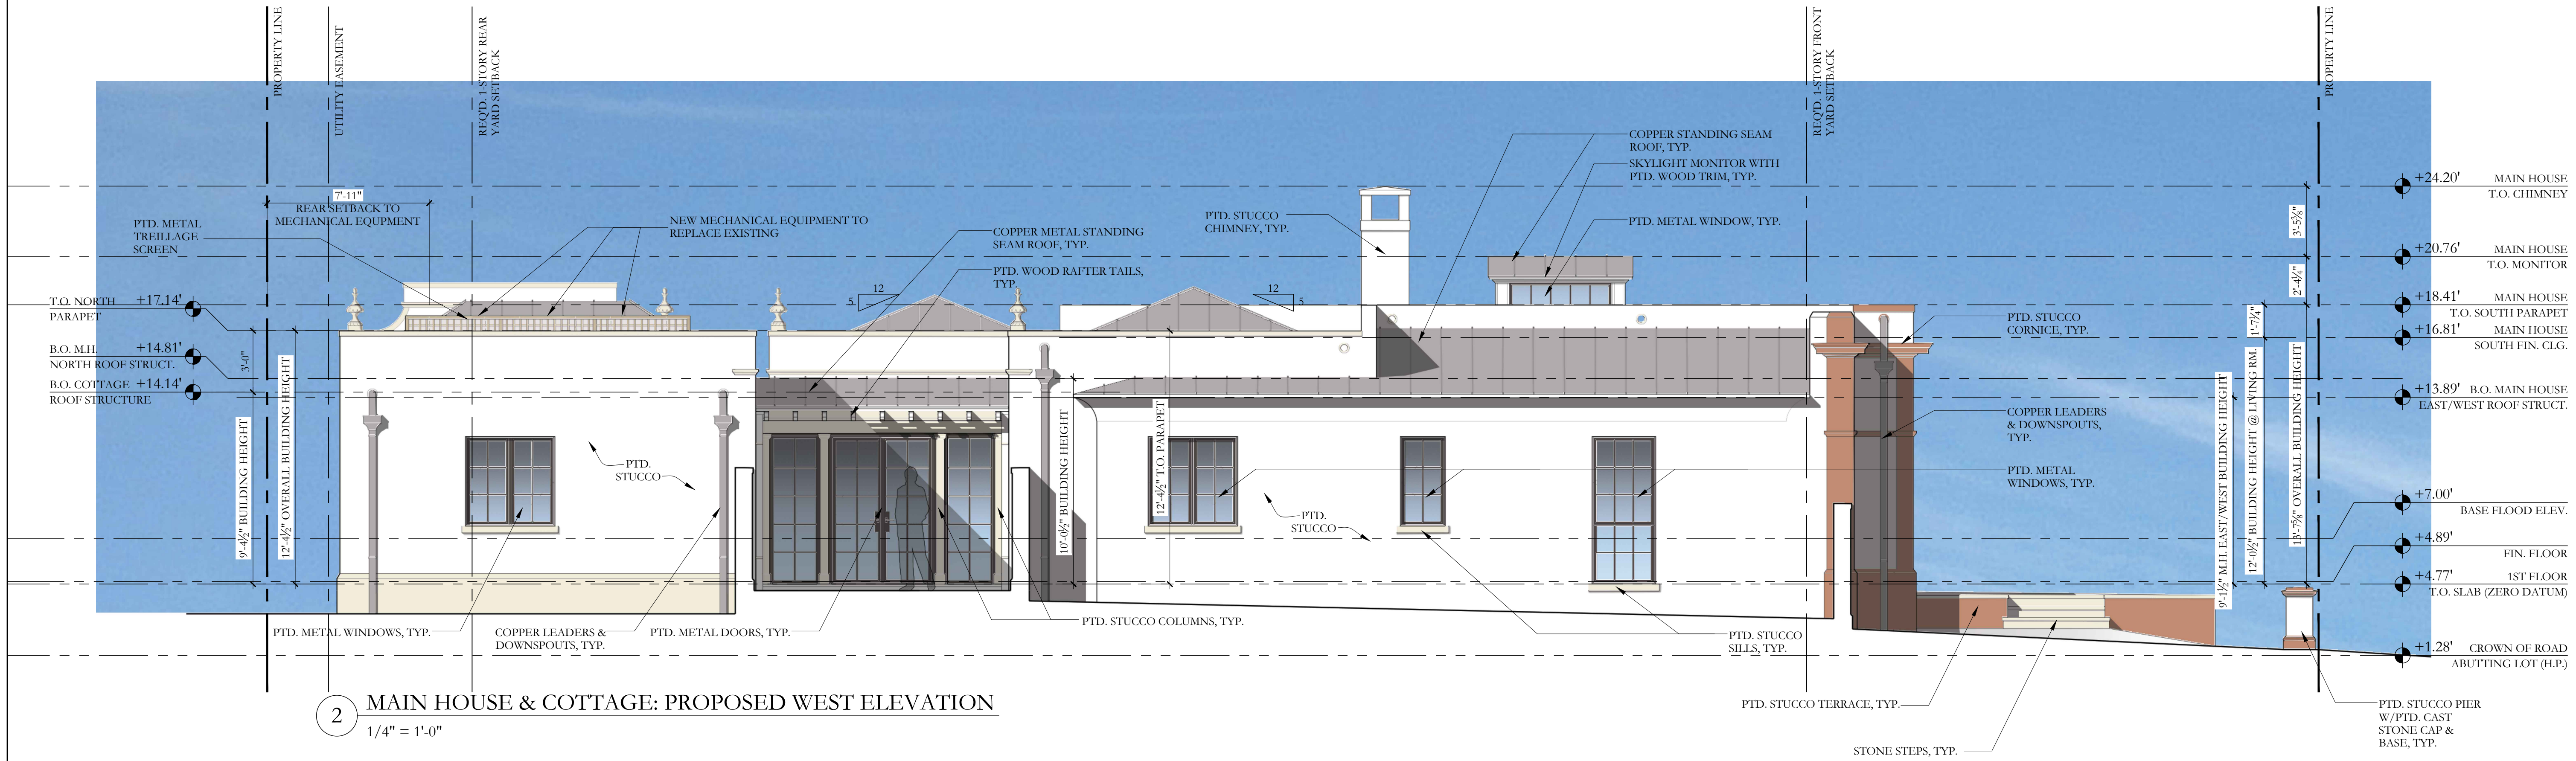 PROPERTY LINE
UTILITY EASEMENT
REQ'D. 1-STORY REAR
YARD SETBACK
REQ'D. 1-STORY FRONT
YARD SETBACK
PROPERTY LINE
7'-11"
REAR SETBACK TO
MECHANICAL EQUPMENT
PTD. METAL
TREILLAGE
SCREEN
NEW MECHANICAL EQUIPMENT TO
REPLACE EXISTING
COPPER METAL STANDING
SEAM ROOF, TYP.
PTD. WOOD RAFTER TAILS,
TYP.
PTD. STUCCO
CHIMNEY, TYP.
COPPER STANDING SEAM
ROOF, TYP.
SKYLIGHT MONITOR WITH
PTD. WOOD TRIM, TYP.
PTD. METAL WINDOW, TYP.
12
5
12
5
T.O. NORTH
PARAPET
+17.14'
B.O. M.H.
NORTH ROOF STRUCT.
+14.81'
B.O. COTTAGE
ROOF STRUCTURE
+14.14'
3'-0"
9'-4½" BUILDING HEIGHT
12'-4½" OVERALL BUILDING HEIGHT
10'-0½" BUILDING HEIGHT
12'-4½" T.O. PARAPET
PTD.
STUCCO
PTD.
STUCCO
PTD. STUCCO
CORNICE, TYP.
COPPER LEADERS
& DOWNSPOUTS,
TYP.
PTD. METAL
WINDOWS, TYP.
+24.20'
MAIN HOUSE
T.O. CHIMNEY
3'-5⅜"
+20.76'
MAIN HOUSE
T.O. MONITOR
2'-4¼"
+18.41'
MAIN HOUSE
T.O. SOUTH PARAPET
1'-7¼"
+16.81'
MAIN HOUSE
SOUTH FIN. CLG.
+13.89'
B.O. MAIN HOUSE
EAST/WEST ROOF STRUCT.
9'-1½" M.H. EAST/WEST BUILDING HEIGHT
12'-0½" BUILDING HEIGHT @ LIVING RM.
13'-7⅝" OVERALL BUILDING HEIGHT
+7.00'
BASE FLOOD ELEV.
+4.89'
FIN. FLOOR
+4.77'
1ST FLOOR
T.O. SLAB (ZERO DATUM)
+1.28'
CROWN OF ROAD
ABUTTING LOT (H.P.)
PTD. METAL WINDOWS, TYP.
COPPER LEADERS &
DOWNSPOUTS, TYP.
PTD. METAL DOORS, TYP.
PTD. STUCCO COLUMNS, TYP.
PTD. STUCCO
SILLS, TYP.
PTD. STUCCO TERRACE, TYP.
STONE STEPS, TYP.
PTD. STUCCO PIER
W/PTD. CAST
STONE CAP &
BASE, TYP.
2
MAIN HOUSE & COTTAGE: PROPOSED WEST ELEVATION
1/4" = 1'-0"